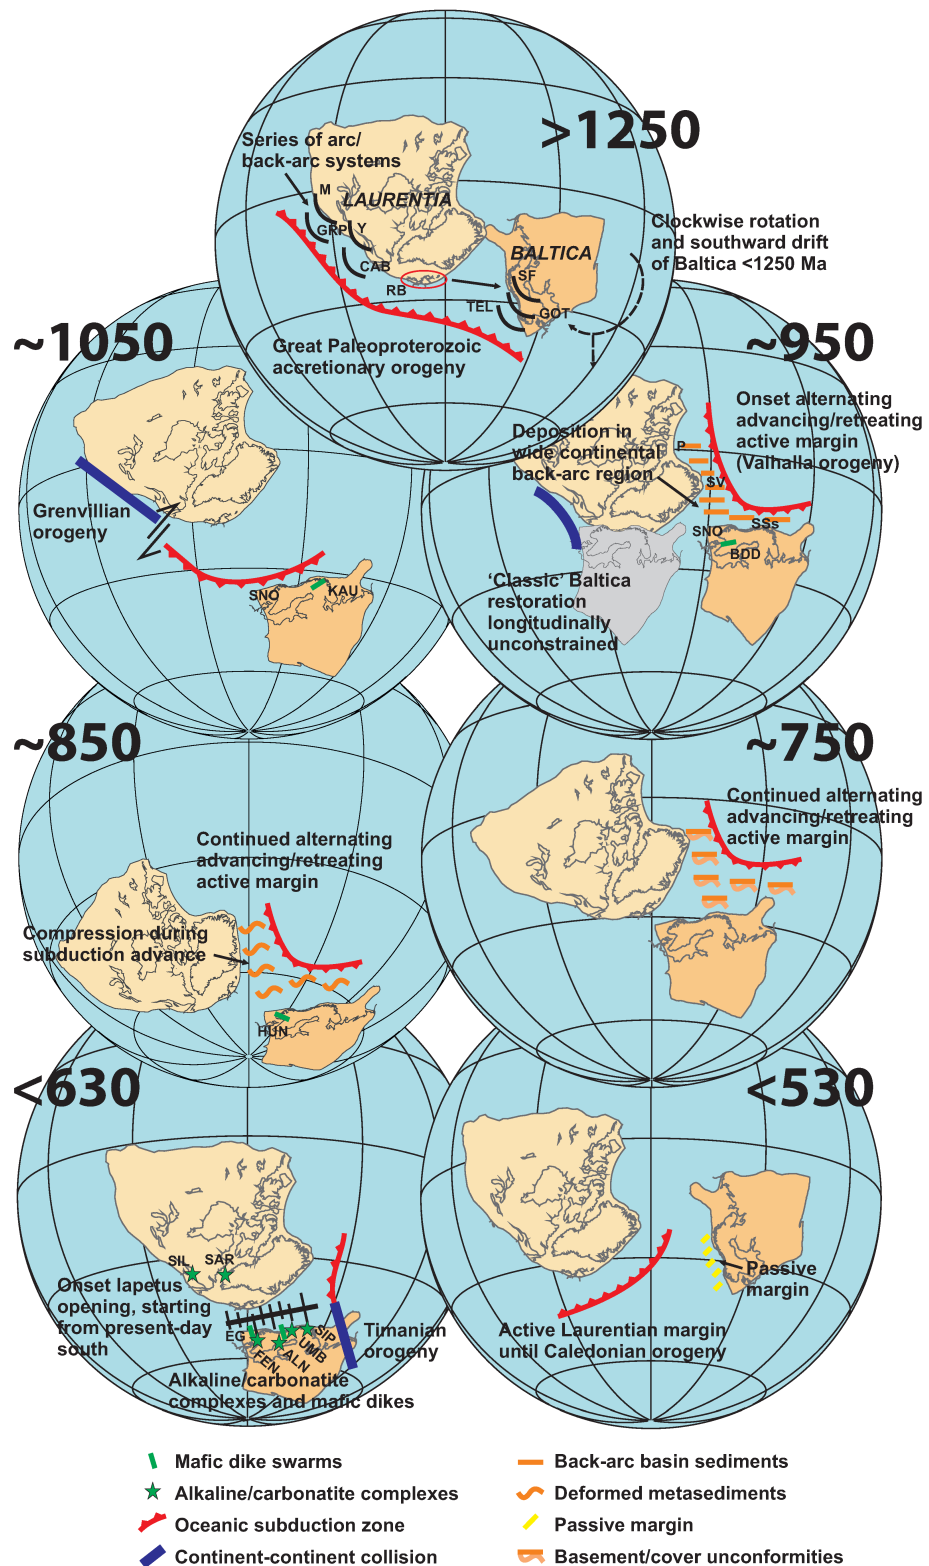 >1250
Series of arc/
back-arc systems
M
LAURENTIA
GRP
Y
CAB
RB
BALTICA
SF
TEL
GOT
Clockwise rotation
and southward drift
of Baltica <1250 Ma
Great Paleoproterozoic
accretionary orogeny
~1050
Grenvillian
orogeny
SNO
KAU
~950
Onset alternating
advancing/retreating
active margin
(Valhalla orogeny)
Deposition in
wide continental
back-arc region
P
SV
SNO
SSs
BDD
‘Classic’ Baltica
restoration
longitudinally
unconstrained
~850
Continued alternating
advancing/retreating
active margin
Compression during
subduction advance
HUN
~750
Continued alternating
advancing/retreating
active margin
<630
SIL
SAR
Onset Iapetus
opening, starting
from present-day
south
EG
FEN
ALN
UMB
SIP
Timanian
orogeny
Alkaline/carbonatite
complexes and mafic dikes
<530
Passive
margin
Active Laurentian margin
until Caledonian orogeny
Mafic dike swarms
Alkaline/carbonatite complexes
Oceanic subduction zone
Continent-continent collision
Back-arc basin sediments
Deformed metasediments
Passive margin
Basement/cover unconformities